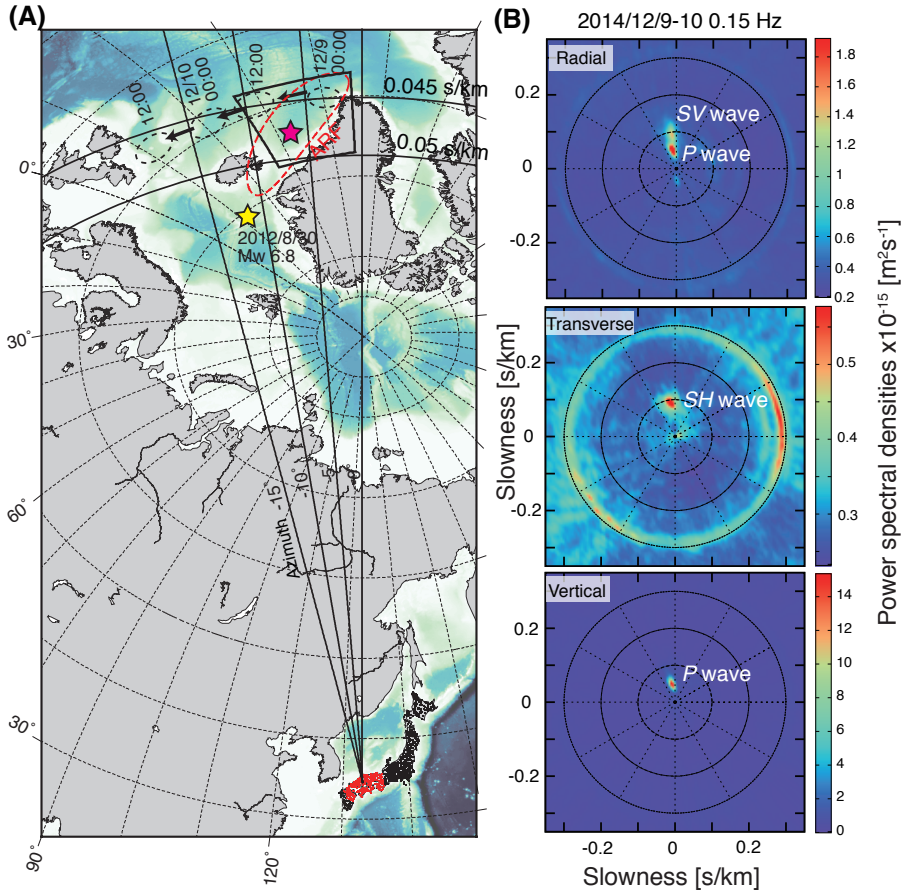 (A)
12:00
12/10
00:00
12:00
12/9
00:00
0.045 s/km
ARF
0.05 s/km
0°
2012/8/30
Mw 6.8
30°
60°
Azimuth -15°
-10°
-5°
0°
30°
90°
120°
(B)
2014/12/9-10 0.15 Hz
Radial
SV wave
P wave
0.2
0
-0.2
1.8
1.6
1.4
1.2
1.0
0.8
0.6
0.4
0.2
Transverse
SH wave
0.2
0
-0.2
0.5
0.4
0.3
Slowness [s/km]
Power spectral densities x10⁻¹⁵ [m²s⁻¹]
Vertical
P wave
0.2
0
-0.2
14
12
10
8
6
4
2
0
-0.2
0
0.2
Slowness [s/km]